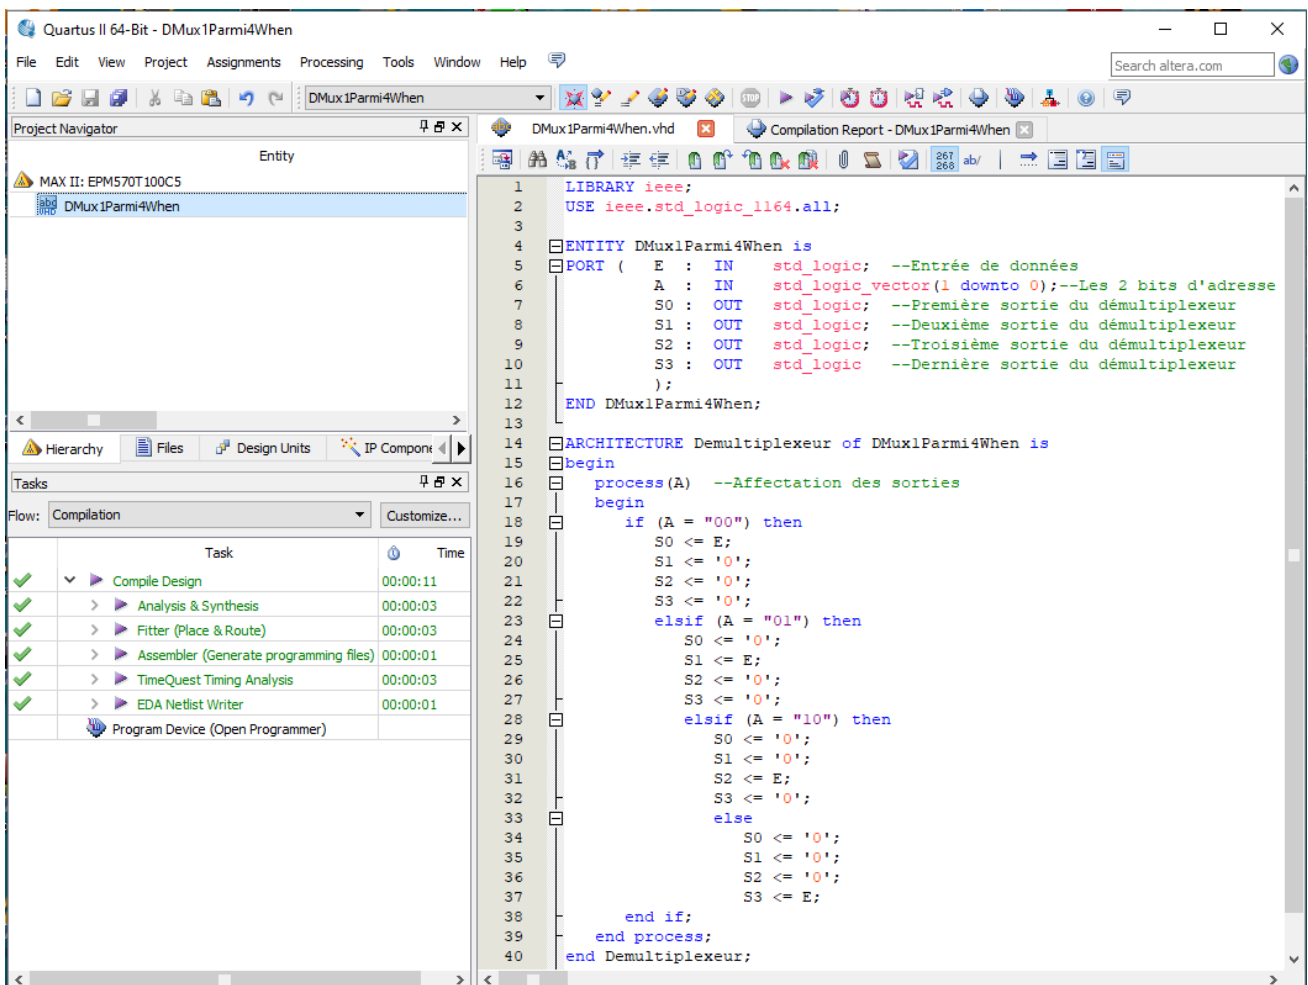 Quartus II 64-Bit - DMux1Parmi4When
File Edit View Project Assignments Processing Tools Window Help
Search altera.com
DMux1Parmi4When
STOP
Project Navigator
Entity
MAX II: EPM570T100C5
DMux1Parmi4When
Hierarchy Files Design Units IP Compone
Tasks
Flow: Compilation Customize...
Task Time
Compile Design 00:00:11
Analysis & Synthesis 00:00:03
Fitter (Place & Route) 00:00:03
Assembler (Generate programming files) 00:00:01
TimeQuest Timing Analysis 00:00:03
EDA Netlist Writer 00:00:01
Program Device (Open Programmer)
DMux1Parmi4When.vhd Compilation Report - DMux1Parmi4When
267 268 ab/
1 LIBRARY ieee;
2 USE ieee.std_logic_1164.all;
3
4 ENTITY DMux1Parmi4When is
5 PORT ( E : IN std_logic; --Entrée de données
6 A : IN std_logic_vector(1 downto 0);--Les 2 bits d'adresse
7 S0 : OUT std_logic; --Première sortie du démultiplexeur
8 S1 : OUT std_logic; --Deuxième sortie du démultiplexeur
9 S2 : OUT std_logic; --Troisième sortie du démultiplexeur
10 S3 : OUT std_logic --Dernière sortie du démultiplexeur
11 );
12 END DMux1Parmi4When;
13
14 ARCHITECTURE Demultiplexeur of DMux1Parmi4When is
15 begin
16 process(A) --Affectation des sorties
17 begin
18 if (A = "00") then
19 S0 <= E;
20 S1 <= '0';
21 S2 <= '0';
22 S3 <= '0';
23 elsif (A = "01") then
24 S0 <= '0';
25 S1 <= E;
26 S2 <= '0';
27 S3 <= '0';
28 elsif (A = "10") then
29 S0 <= '0';
30 S1 <= '0';
31 S2 <= E;
32 S3 <= '0';
33 else
34 S0 <= '0';
35 S1 <= '0';
36 S2 <= '0';
37 S3 <= E;
38 end if;
39 end process;
40 end Demultiplexeur;